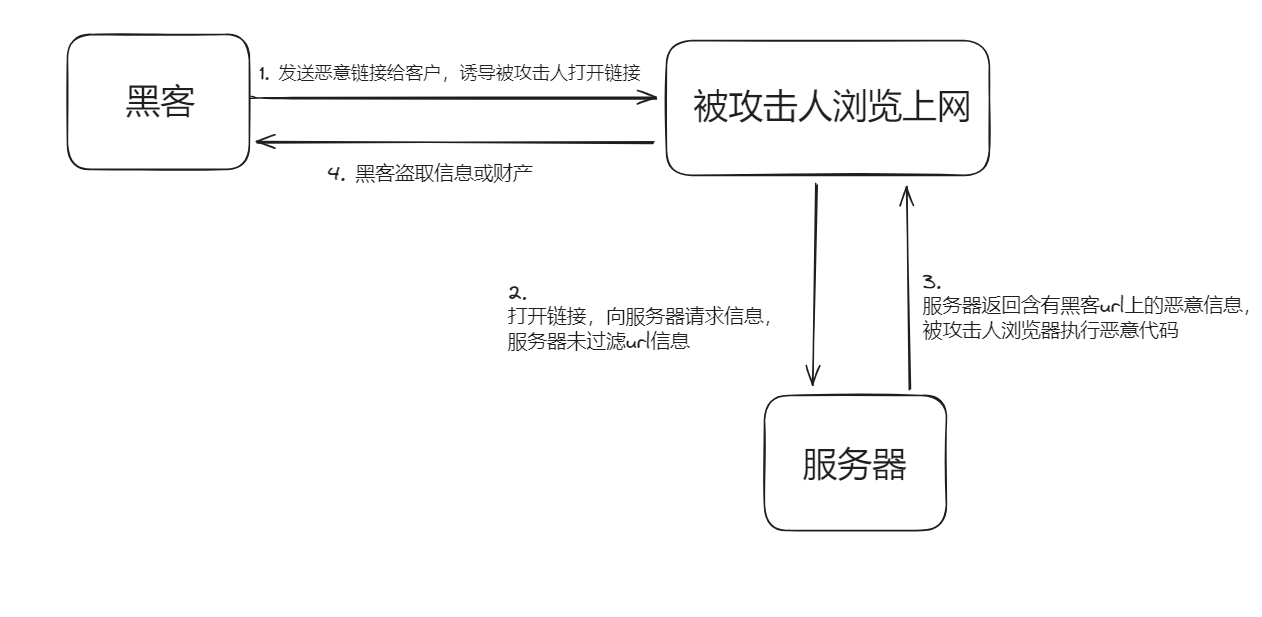 黑客
1. 发送恶意链接给客户，诱导被攻击人打开链接
被攻击人浏览上网
4. 黑客盗取信息或财产
2.
打开链接，向服务器请求信息，
服务器未过滤url信息
3.
服务器返回含有黑客url上的恶意信息，
被攻击人浏览器执行恶意代码
服务器